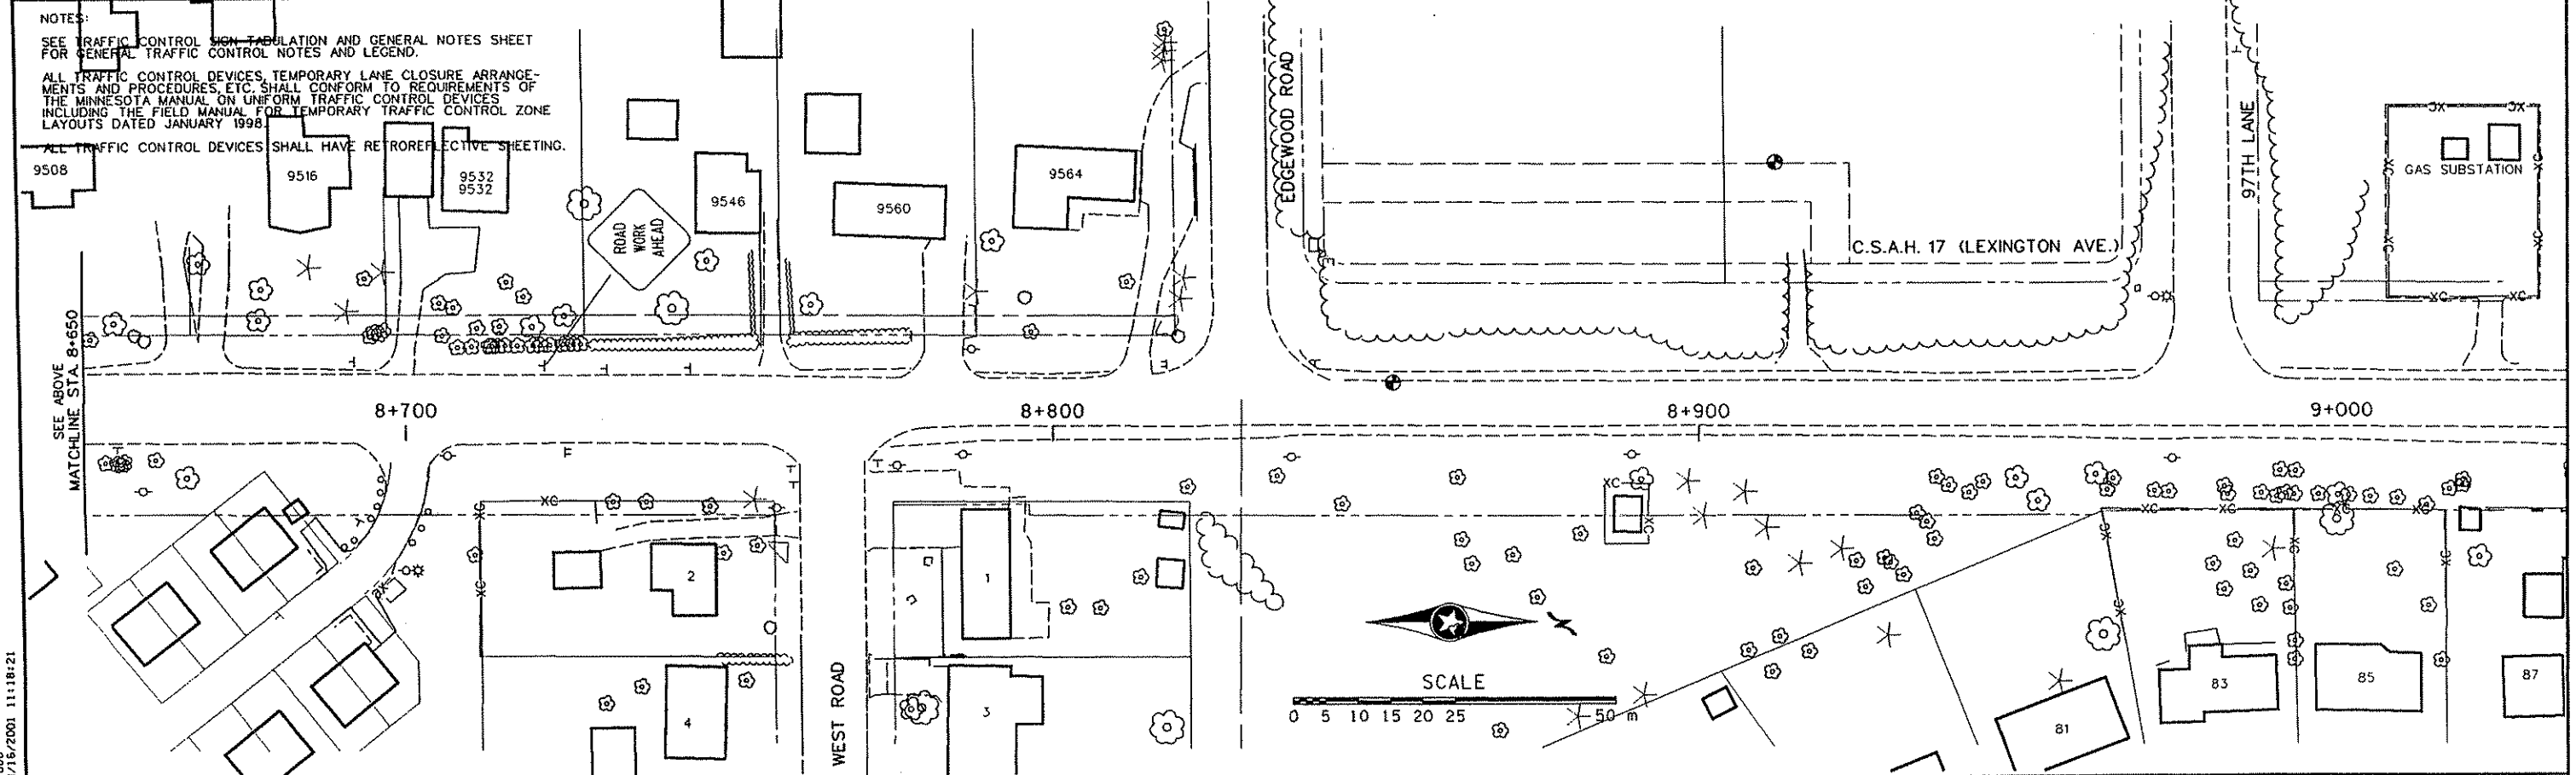 NOTES:
SEE TRAFFIC CONTROL SIGN TABULATION AND GENERAL NOTES SHEET
FOR GENERAL TRAFFIC CONTROL NOTES AND LEGEND.
ALL TRAFFIC CONTROL DEVICES, TEMPORARY LANE CLOSURE ARRANGE-
MENTS AND PROCEDURES, ETC. SHALL CONFORM TO REQUIREMENTS OF
THE MINNESOTA MANUAL ON UNIFORM TRAFFIC CONTROL DEVICES
INCLUDING THE FIELD MANUAL FOR TEMPORARY TRAFFIC CONTROL ZONE
LAYOUTS DATED JANUARY 1998.
ALL TRAFFIC CONTROL DEVICES SHALL HAVE RETROREFLECTIVE SHEETING.
9508
9516
9532
9532
9546
9560
9564
ROAD
WORK
AHEAD
EDGEWOOD ROAD
C.S.A.H. 17 (LEXINGTON AVE.)
97TH LANE
GAS SUBSTATION
SEE ABOVE
MATCHLINE STA. 8+650
8+700
8+800
8+900
9+000
2
1
4
3
WEST ROAD
SCALE
0 5 10 15 20 25 50 m
81
83
85
87
/16/2001 11:18:21